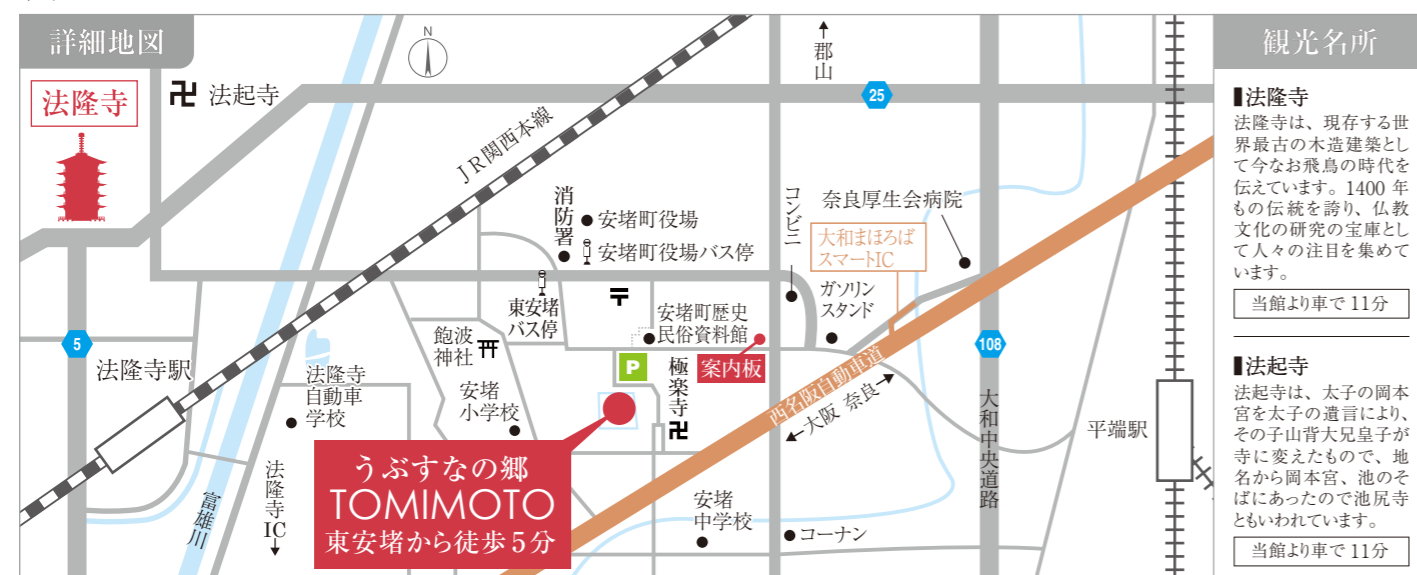 詳細地図
法隆寺
卍 法起寺
N
JR関西本線
↑
郡山
25
消防署
安堵町役場
安堵町役場バス停
コンビニ
奈良厚生会病院
大和まほろば
スマートIC
ガソリン
スタンド
東安堵
バス停
〒
安堵町歴史
民俗資料館
案内板
P
極楽寺
卍
飽波
神社
安堵
小学校
5
法隆寺駅
法隆寺
自動車
学校
法隆寺IC
↓
富雄川
うぶすなの郷
TOMIMOTO
東安堵から徒歩5分
西名阪自動車道
←大阪 奈良→
108
大和中央道路
平端駅
安堵
中学校
コーナン
観光名所
▮法隆寺
法隆寺は、現存する世
界最古の木造建築とし
て今なお飛鳥の時代を
伝えています。1400 年
もの伝統を誇り、仏教
文化の研究の宝庫とし
て人々の注目を集めて
います。
当館より車で 11分
▮法起寺
法起寺は、太子の岡本
宮を太子の遺言により、
その子山背大兄皇子が
寺に変えたもので、地
名から岡本宮、池のそ
ばにあったので池尻寺
ともいわれています。
当館より車で 11分